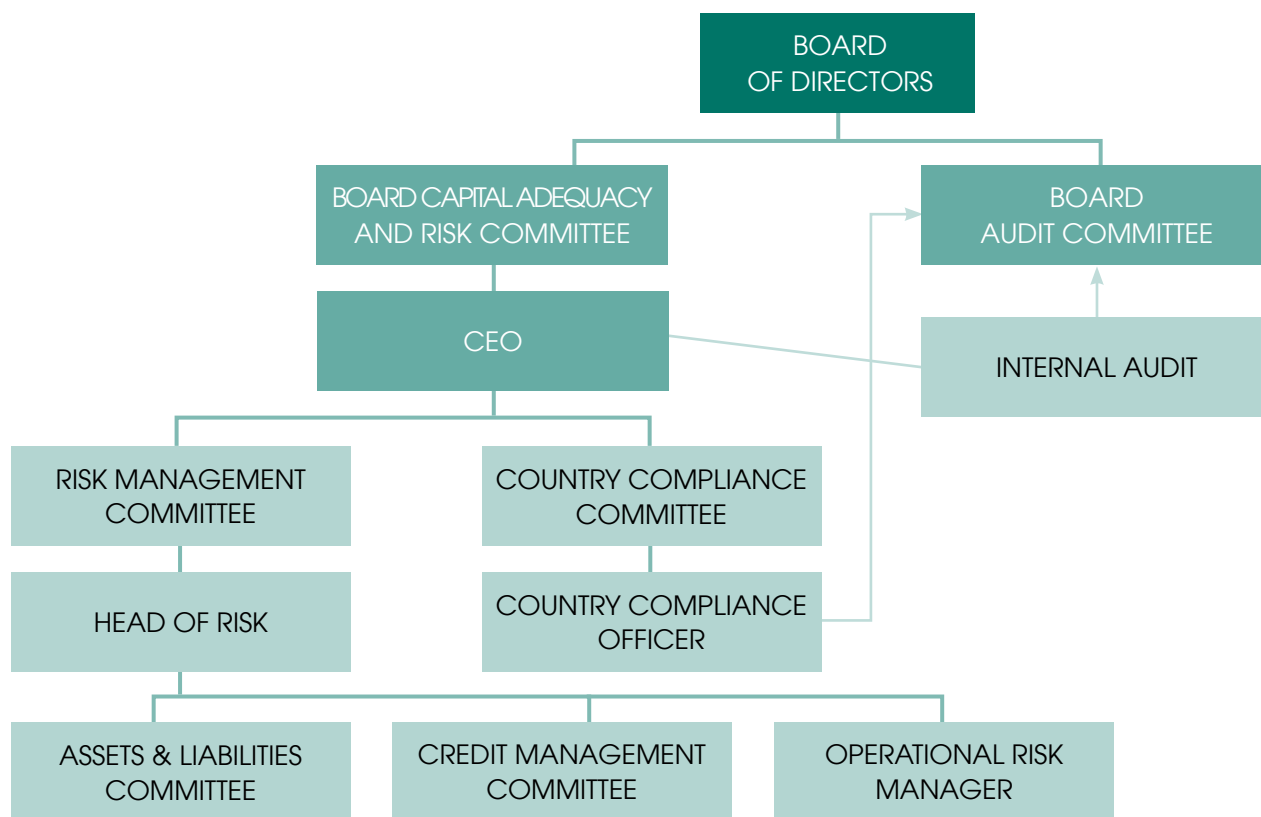 BOARD
OF DIRECTORS
BOARD CAPITAL ADEQUACY
AND RISK COMMITTEE
BOARD
AUDIT COMMITTEE
CEO
INTERNAL AUDIT
RISK MANAGEMENT
COMMITTEE
COUNTRY COMPLIANCE
COMMITTEE
HEAD OF RISK
COUNTRY COMPLIANCE
OFFICER
ASSETS & LIABILITIES
COMMITTEE
CREDIT MANAGEMENT
COMMITTEE
OPERATIONAL RISK
MANAGER